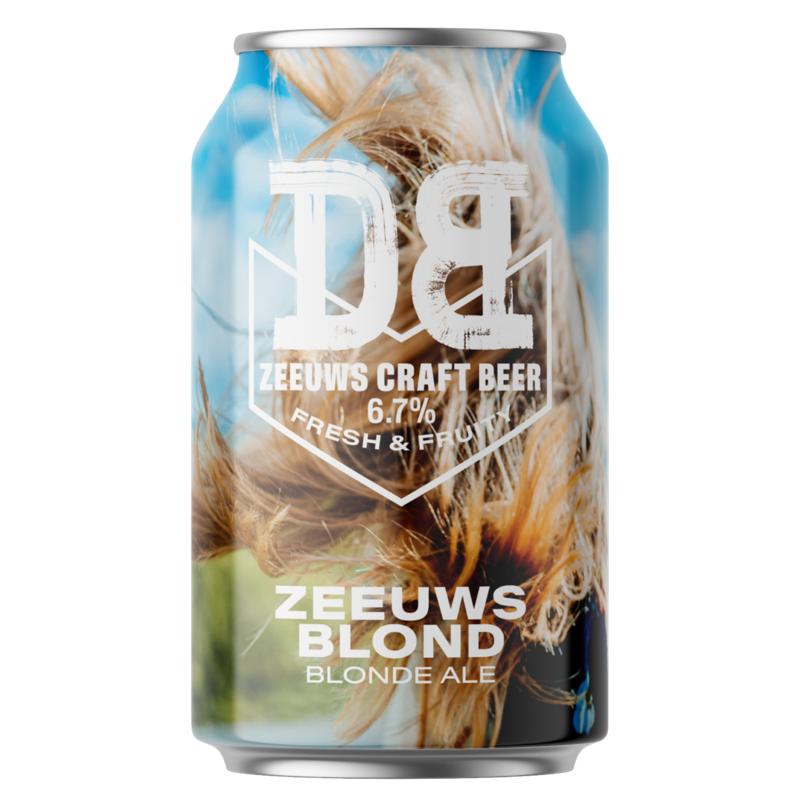 DB
ZEEUWS CRAFT BEER
6.7%
FRESH & FRUITY
ZEEUWS
BLOND
BLONDE ALE